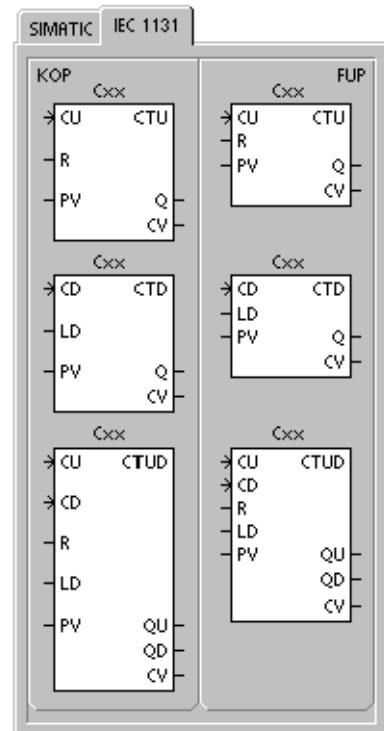 SIMATIC IEC 1131
KOP
Cxx
CU CTU
R
PV Q
CV
Cxx
CD CTD
LD
PV Q
CV
Cxx
CU CTUD
CD
R
LD
PV QU
QD
CV
FUP
Cxx
CU CTU
R
PV Q
CV
Cxx
CD CTD
LD
PV Q
CV
Cxx
CU CTUD
CD
R
LD
PV QU
QD
CV